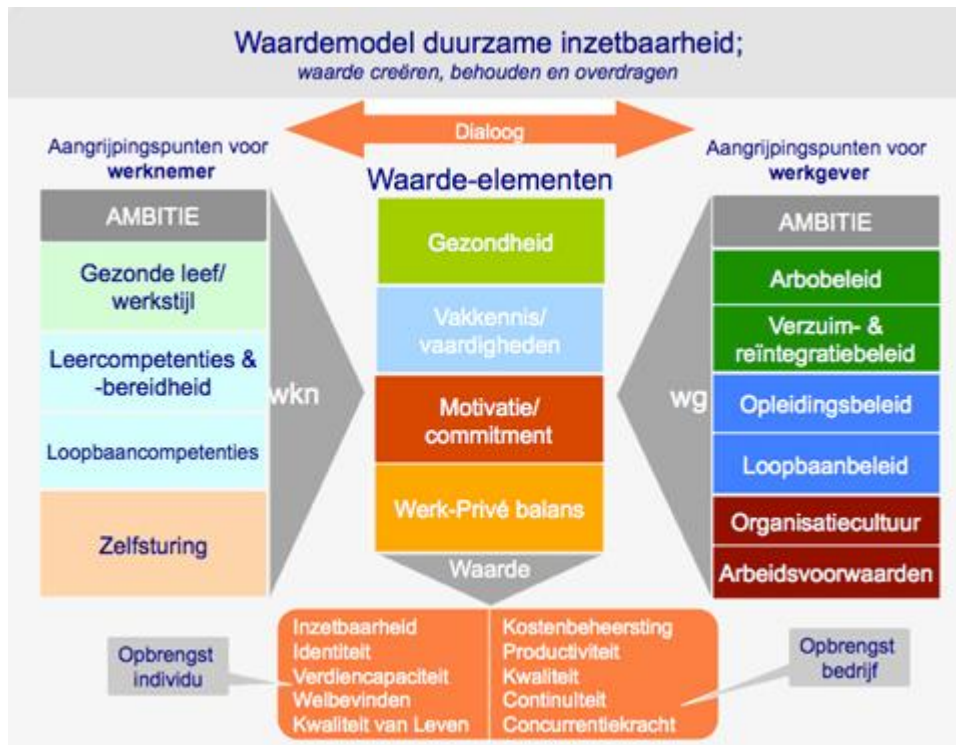 Waardemodel duurzame inzetbaarheid;
waarde creëren, behouden en overdragen
Dialoog
Aangrijpingspunten voor
werknemer
AMBITIE
Gezonde leef/
werkstijl
Leercompetenties &
-bereidheid
Loopbaancompetenties
Zelfsturing
wkn
Waarde-elementen
Gezondheid
Vakkennis/
vaardigheden
Motivatie/
commitment
Werk-Privé balans
Waarde
wg
Aangrijpingspunten voor
werkgever
AMBITIE
Arbobeleid
Verzuim- &
reïntegratiebeleid
Opleidingsbeleid
Loopbaanbeleid
Organisatiecultuur
Arbeidsvoorwaarden
Opbrengst
individu
Inzetbaarheid
Identiteit
Verdiencapaciteit
Welbevinden
Kwaliteit van Leven
Kostenbeheersting
Productiviteit
Kwaliteit
Continuïteit
Concurrentiekracht
Opbrengst
bedrijf